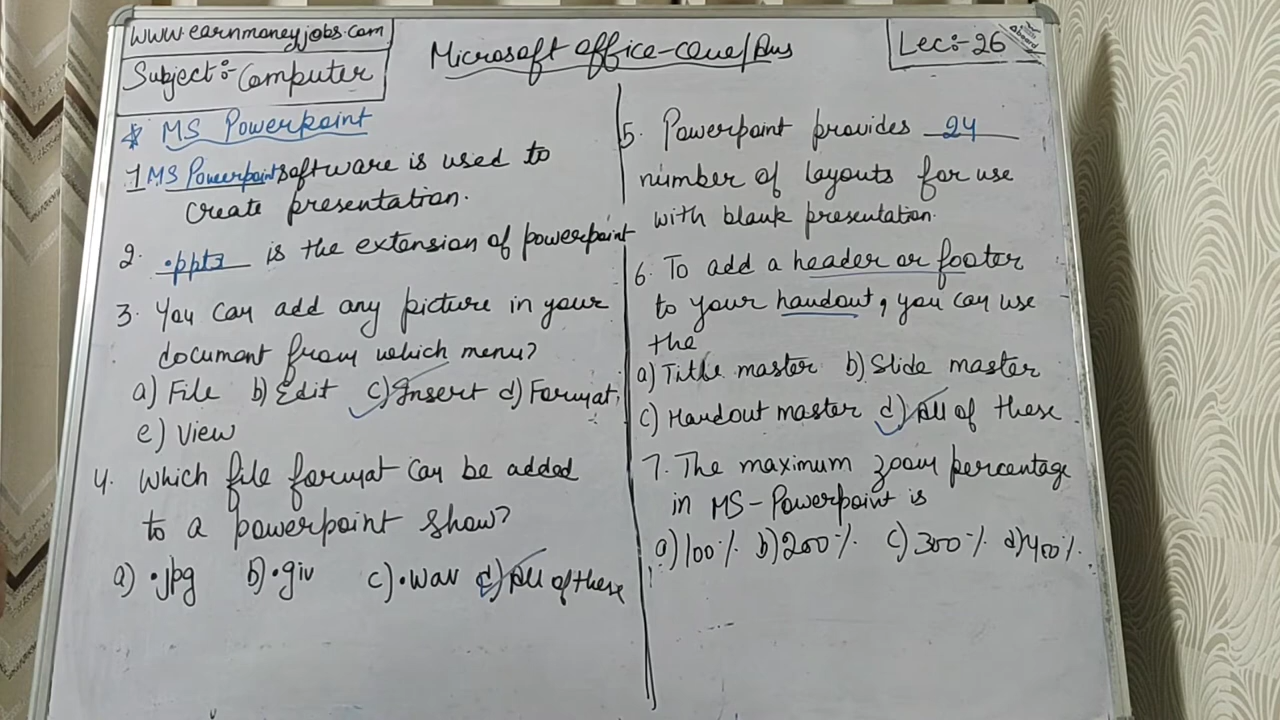 www.earnmoneyjobs.com
Subject:- Computer
Microsoft office-
Lec:- 26
MS Powerpoint
1 MS Powerpoint software is used to
create presentation.
2. .pptx is the extension of powerpoint
3. You can add any picture in your
document from which menu?
a) File b) Edit c) Insert d) Format,
e) View
4. Which file format can be added
to a powerpoint show?
a) .jpg b) .giv c) .wav d) All of these
5. Powerpoint provides 24
number of layouts for use
with blank presentation.
6. To add a header or footer
to your handout, you can use
the
a) Title master b) Slide master
c) Handout master d) All of these
7. The maximum zoom percentage
in MS-Powerpoint is
a) 100% b) 200% c) 300% d) 400%